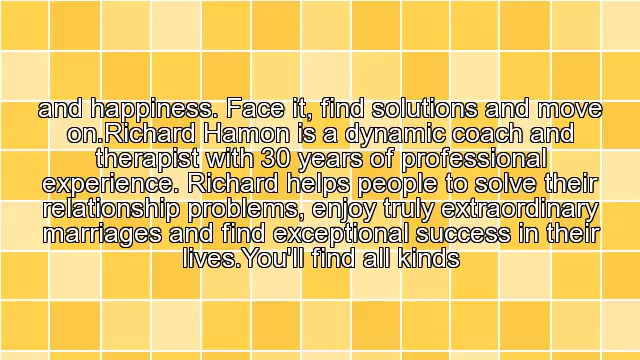 and happiness. Face it, find solutions and move
on.Richard Hamon is a dynamic coach and
therapist with 30 years of professional
experience. Richard helps people to solve their
relationship problems, enjoy truly extraordinary
marriages and find exceptional success in their
lives.You'll find all kinds